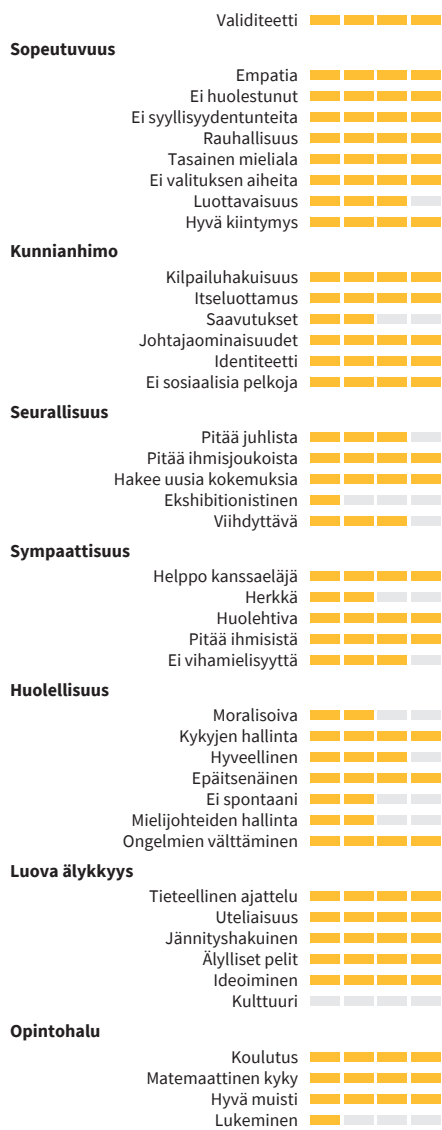 Validiteetti
Sopeutuvuus
Empatia
Ei huolestunut
Ei syyllisyydentunteita
Rauhallisuus
Tasainen mieliala
Ei valituksen aiheita
Luottavaisuus
Hyvä kiintymys
Kunnianhimo
Kilpailuhakuisuus
Itseluottamus
Saavutukset
Johtajaominaisuudet
Identiteetti
Ei sosiaalisia pelkoja
Seurallisuus
Pitää juhlista
Pitää ihmisjoukoista
Hakee uusia kokemuksia
Ekshibitionistinen
Viihdyttävä
Sympaattisuus
Helppo kanssaeläjä
Herkkä
Huolehtiva
Pitää ihmisistä
Ei vihamielisyyttä
Huolellisuus
Moralisoiva
Kykyjen hallinta
Hyveellinen
Epäitsenäinen
Ei spontaani
Mielijohteiden hallinta
Ongelmien välttäminen
Luova älykkyys
Tieteellinen ajattelu
Uteliaisuus
Jännityshakuinen
Älylliset pelit
Ideoiminen
Kulttuuri
Opintohalu
Koulutus
Matemaattinen kyky
Hyvä muisti
Lukeminen